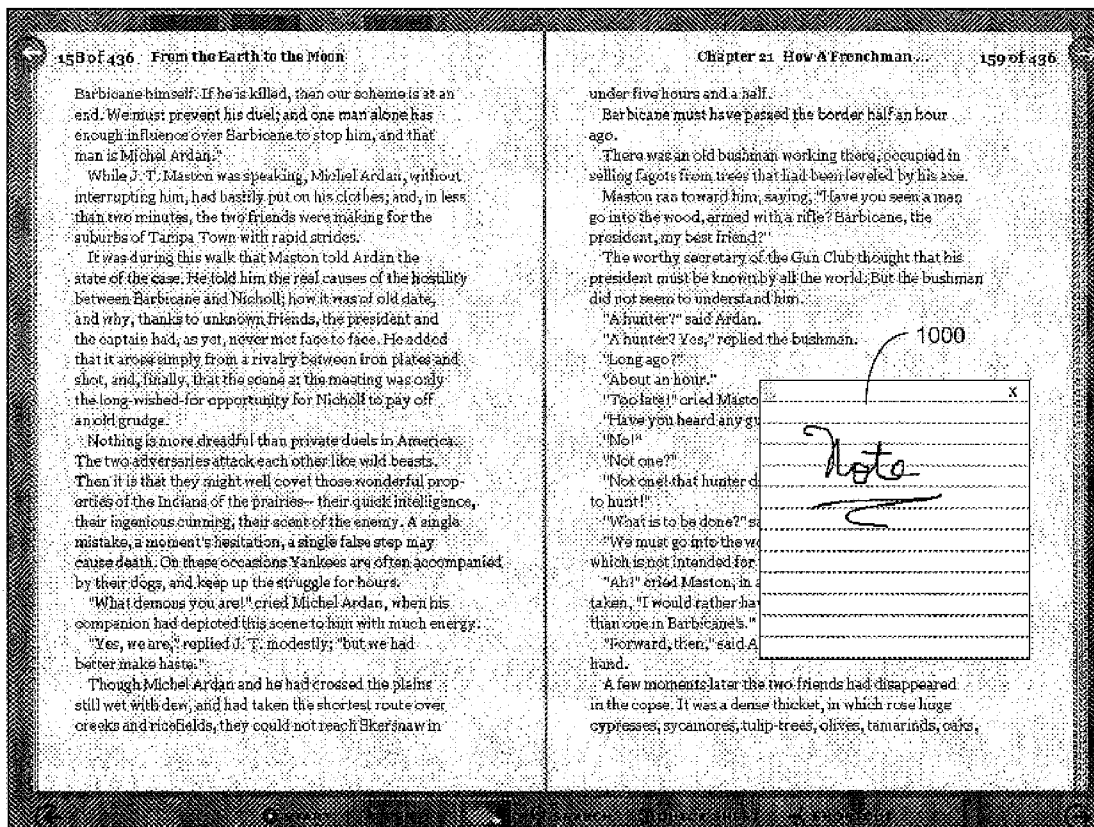 158 of 436 From the Earth to the Moon
Barbicane himself. If he is killed, then our scheme is at an
end. We must prevent his duel; and one man alone has
enough influence over Barbicane to stop him, and that
man is Michel Ardan."
While J. T. Maston was speaking, Michel Ardan, without
interrupting him, had hastily put on his clothes; and, in less
than two minutes, the two friends were making for the
suburbs of Tampa Town with rapid strides.
It was during this walk that Maston told Ardan the
state of the case. He told him the real causes of the hostility
between Barbicane and Nicholl; how it was of old date,
and why, thanks to unknown friends, the president and
the captain had, as yet, never met face to face. He added
that it arose simply from a rivalry between iron plates and
shot, and, finally, that the scene at the meeting was only
the long-wished-for opportunity for Nicholl to pay off
an old grudge.
Nothing is more dreadful than private duels in America.
The two adversaries attack each other like wild beasts.
Then it is that they might well covet those wonderful prop-
erties of the Indians of the prairies-- their quick intelligence,
their ingenious cunning, their scent of the enemy. A single
mistake, a moment's hesitation, a single false step may
cause death. On these occasions Yankees are often accompanied
by their dogs, and keep up the struggle for hours.
"What demons you are!" cried Michel Ardan, when his
companion had depicted this scene to him with much energy.
"Yes, we are," replied J. T. modestly; "but we had
better make haste."
Though Michel Ardan and he had crossed the plains
still wet with dew, and had taken the shortest route over
creeks and ricefields, they could not reach Skersnaw in
Chapter 21 How A Frenchman ... 159 of 436
under five hours and a half.
Barbicane must have passed the border half an hour
ago.
There was an old bushman working there, occupied in
selling fagots from trees that had been leveled by his axe.
Maston ran toward him, saying, "Have you seen a man
go into the wood, armed with a rifle? Barbicane, the
president, my best friend?"
The worthy secretary of the Gun Club thought that his
president must be known by all the world. But the bushman
did not seem to understand him.
"A hunter?" said Ardan.
"A hunter? Yes," replied the bushman.
1000
"Long ago?"
"About an hour."
"Too late!" cried Masto
x
"Have you heard any gu
"No!"
"Not one?"
Note
"Not one! that hunter d
to hunt!"
"What is to be done?" sa
"We must go into the wo
which is not intended for
"Ah!" cried Maston, in a
taken, "I would rather hav
than one in Barbicane's."
"Forward, then," said A
hand.
A few moments later the two friends had disappeared
in the copse. It was a dense thicket, in which rose huge
cypresses, sycamores, tulip-trees, olives, tamarinds, oaks,